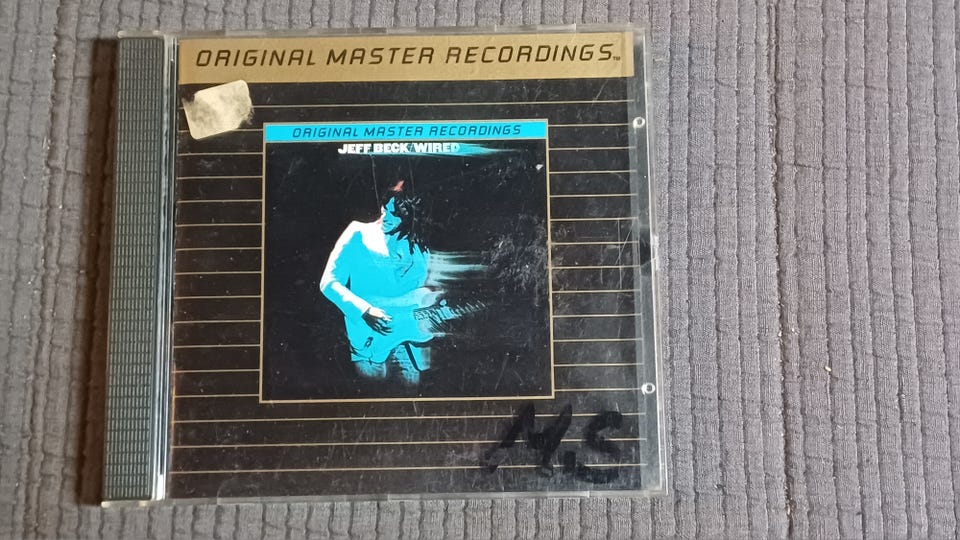 ORIGINAL MASTER RECORDINGS™
ORIGINAL MASTER RECORDINGS
JEFF BECK/WIRED
M.S